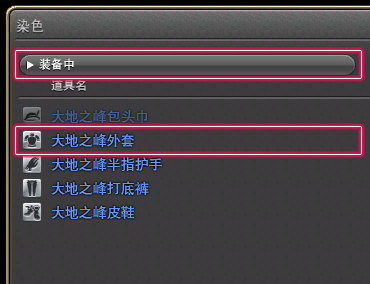 染色
装备中
道具名
大地之峰包头巾
大地之峰外套
大地之峰半指护手
大地之峰打底裤
大地之峰皮鞋